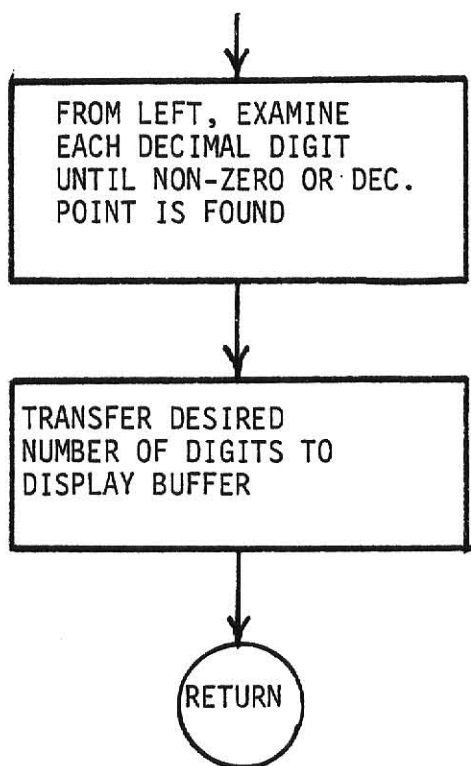 FROM LEFT, EXAMINE
EACH DECIMAL DIGIT
UNTIL NON-ZERO OR DEC.
POINT IS FOUND
TRANSFER DESIRED
NUMBER OF DIGITS TO
DISPLAY BUFFER
RETURN